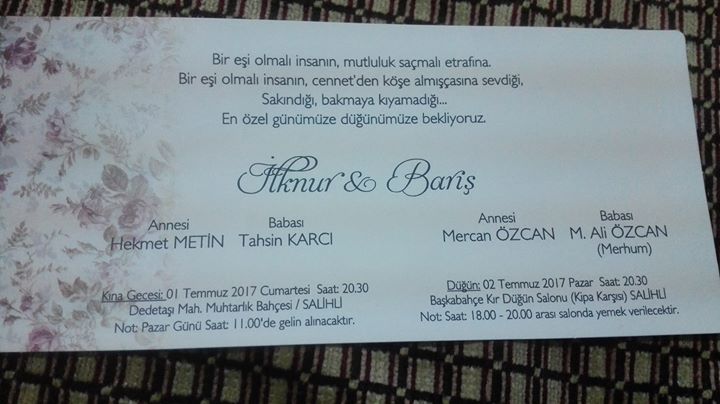 Bir eşi olmalı insanın, mutluluk saçmalı etrafına.
Bir eşi olmalı insanın, cennet'den köşe almışçasına sevdiği,
Sakındığı, bakmaya kıyamadığı...
En özel günümüze düğünümüze bekliyoruz.
İlknur & Barış
Annesi Babası
Hekmet METİN Tahsin KARCI
Annesi Babası
Mercan ÖZCAN M. Ali ÖZCAN
(Merhum)
Kına Gecesi: 01 Temmuz 2017 Cumartesi Saat: 20.30
Dedetaşı Mah. Muhtarlık Bahçesi / SALİHLİ
Not: Pazar Günü Saat: 11.00'de gelin alınacaktır.
Düğün: 02 Temmuz 2017 Pazar Saat: 20.30
Başkabahçe Kır Düğün Salonu (Kipa Karşısı) SALİHLİ
Not: Saat: 18.00 - 20.00 arası salonda yemek verilecektir.